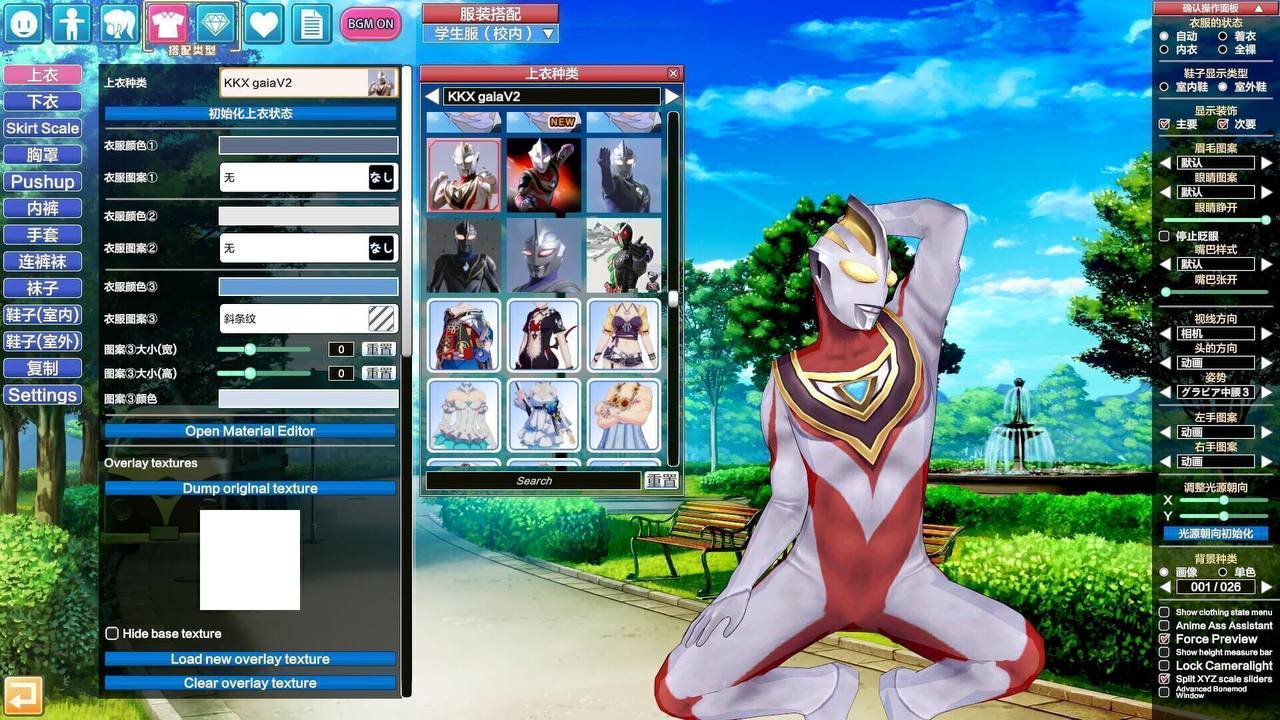 BGM ON
搭配类型
服装搭配
学生服（校内）▼
上衣
下衣
Skirt Scale
胸罩
Pushup
内裤
手套
连裤袜
袜子
鞋子(室内)
鞋子(室外)
复制
Settings
上衣种类
KKX gaiaV2
初始化上衣状态
衣服颜色①
衣服图案①
无
なし
衣服颜色②
衣服图案②
无
なし
衣服颜色③
衣服图案③
斜条纹
图案③大小(宽)
0
重置
图案③大小(高)
0
重置
图案③颜色
Open Material Editor
Overlay textures
Dump original texture
Hide base texture
Load new overlay texture
Clear overlay texture
上衣种类
KKX gaiaV2
NEW
Search
重置
确认操作面板 ▲
衣服的状态
自动 着衣
内衣 全裸
鞋子显示类型
室内鞋 室外鞋
显示装饰
主要 次要
眉毛图案
默认
眼睛图案
默认
眼睛睁开
停止眨眼
嘴巴样式
默认
嘴巴张开
视线方向
相机
头的方向
动画
姿势
グラビア中腰３
左手图案
动画
右手图案
动画
调整光源朝向
X
Y
光源朝向初始化
背景种类
画像 单色
001 / 026
Show clothing state menu
Anime Ass Assistant
Force Preview
Show height measure bar
Lock Cameralight
Split XYZ scale sliders
Advanced Bonemod
Window